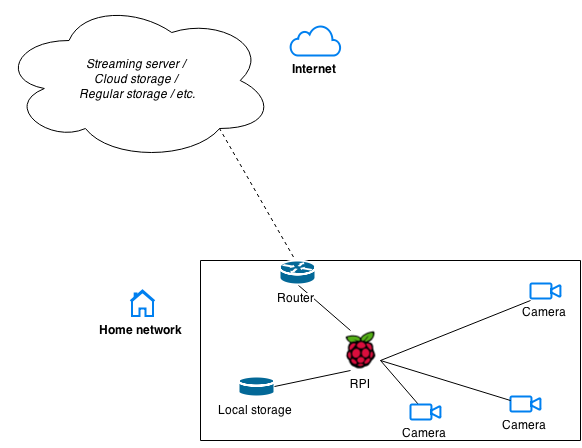 Streaming server /
Cloud storage /
Regular storage / etc.
Internet
Router
Home network
Camera
RPI
Local storage
Camera
Camera